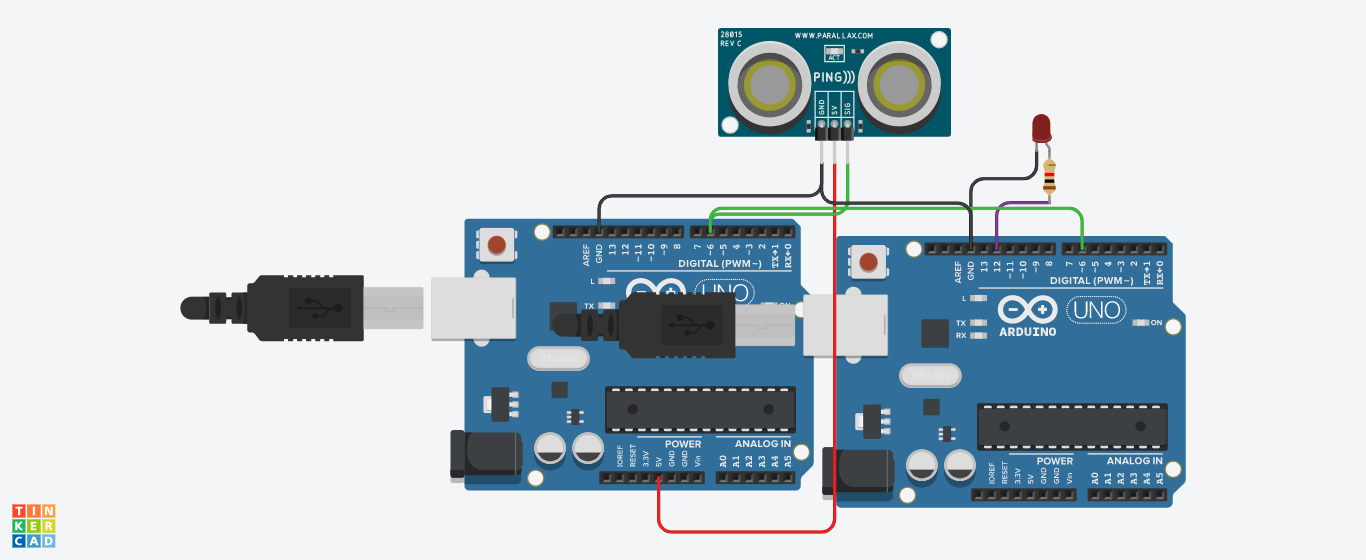 28015
REV C
WWW.PARALLAX.COM
ACT
PING)))
GND
5V
SIG
AREF
GND
13
12
~11
~10
~9
8
7
~6
~5
4
~3
2
TX→1
RX←0
DIGITAL (PWM~)
L
TX
UNO
ON
IOREF
RESET
3.3V
5V
GND
GND
Vin
POWER
ANALOG IN
A0
A1
A2
A3
A4
A5
AREF
GND
13
12
~11
~10
~9
8
7
~6
~5
4
~3
2
TX→1
RX←0
DIGITAL (PWM~)
L
TX
RX
ARDUINO
UNO
ON
IOREF
RESET
3.3V
5V
GND
GND
Vin
POWER
ANALOG IN
A0
A1
A2
A3
A4
A5
TIN
KER
CAD